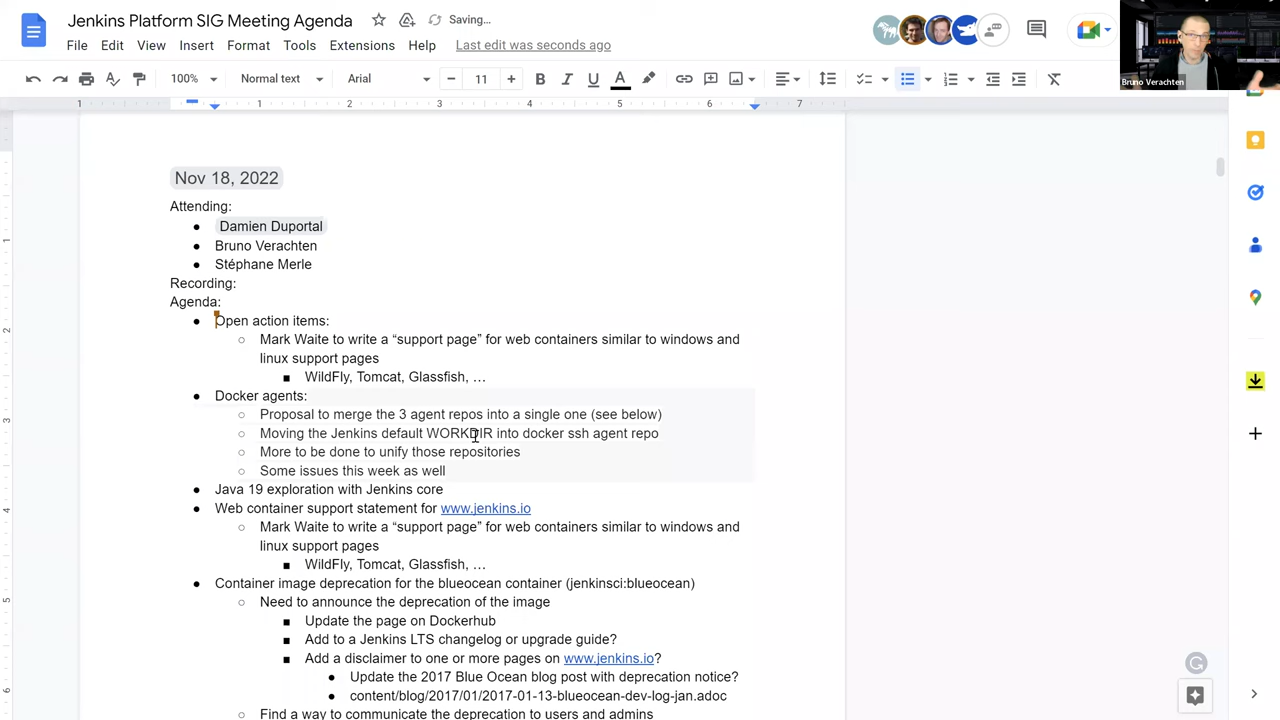 Jenkins Platform SIG Meeting Agenda
Saving…
File Edit View Insert Format Tools Extensions Help Last edit was seconds ago
100% Normal text Arial 11
Bruno Verachten
1 1 2 3 4 5 6 7
Nov 18, 2022
Attending:
● Damien Duportal
● Bruno Verachten
● Stéphane Merle
Recording:
Agenda:
● Open action items:
○ Mark Waite to write a “support page” for web containers similar to windows and
linux support pages
■ WildFly, Tomcat, Glassfish, …
● Docker agents:
○ Proposal to merge the 3 agent repos into a single one (see below)
○ Moving the Jenkins default WORKDIR into docker ssh agent repo
○ More to be done to unify those repositories
○ Some issues this week as well
● Java 19 exploration with Jenkins core
● Web container support statement for www.jenkins.io
○ Mark Waite to write a “support page” for web containers similar to windows and
linux support pages
■ WildFly, Tomcat, Glassfish, …
● Container image deprecation for the blueocean container (jenkinsci:blueocean)
○ Need to announce the deprecation of the image
■ Update the page on Dockerhub
■ Add to a Jenkins LTS changelog or upgrade guide?
■ Add a disclaimer to one or more pages on www.jenkins.io?
● Update the 2017 Blue Ocean blog post with deprecation notice?
● content/blog/2017/01/2017-01-13-blueocean-dev-log-jan.adoc
○ Find a way to communicate the deprecation to users and admins